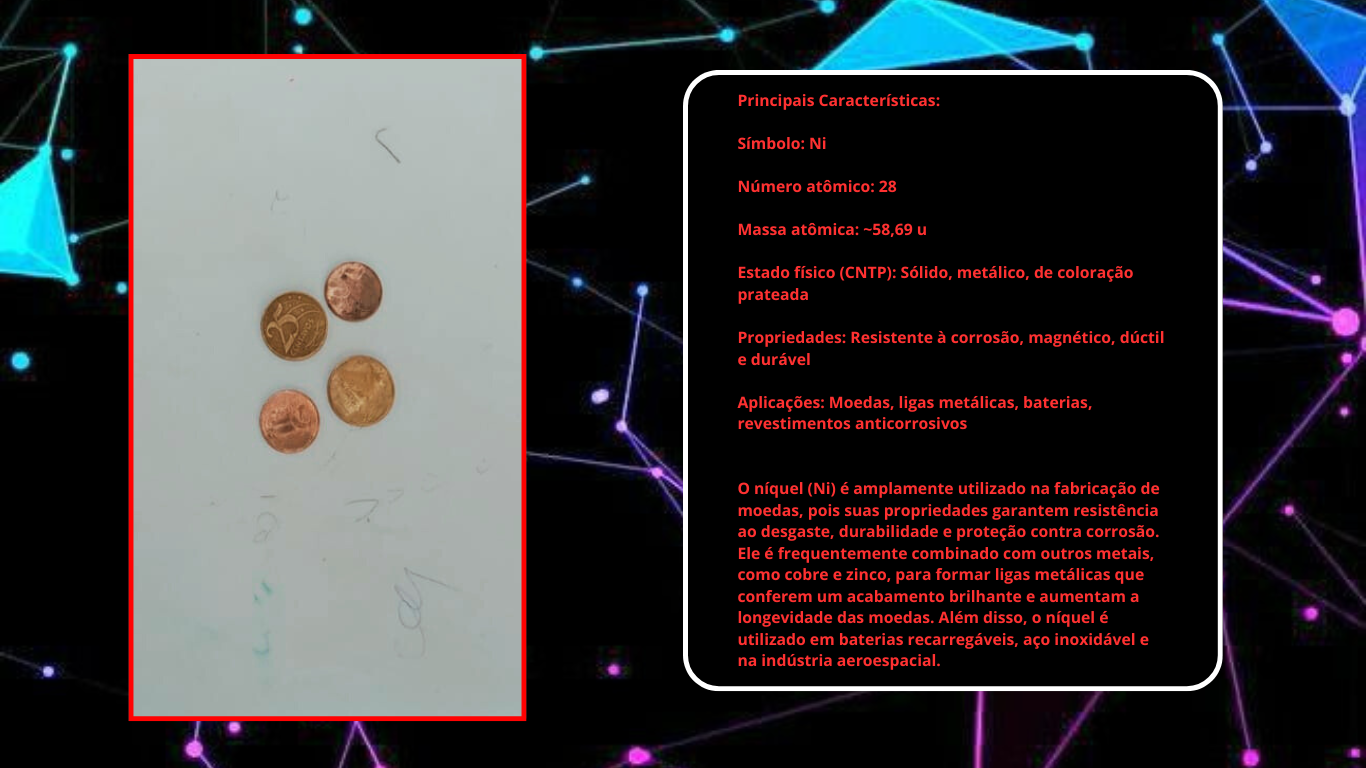 25
Principais Características:
Símbolo: Ni
Número atômico: 28
Massa atômica: ~58,69 u
Estado físico (CNTP): Sólido, metálico, de coloração
prateada
Propriedades: Resistente à corrosão, magnético, dúctil
e durável
Aplicações: Moedas, ligas metálicas, baterias,
revestimentos anticorrosivos
O níquel (Ni) é amplamente utilizado na fabricação de
moedas, pois suas propriedades garantem resistência
ao desgaste, durabilidade e proteção contra corrosão.
Ele é frequentemente combinado com outros metais,
como cobre e zinco, para formar ligas metálicas que
conferem um acabamento brilhante e aumentam a
longevidade das moedas. Além disso, o níquel é
utilizado em baterias recarregáveis, aço inoxidável e
na indústria aeroespacial.